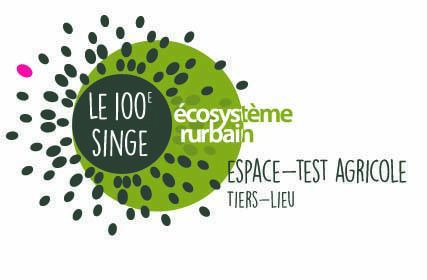 LE 100E
SINGE
écosystème
rurbain
ESPACE-TEST AGRICOLE
TIERS-LIEU